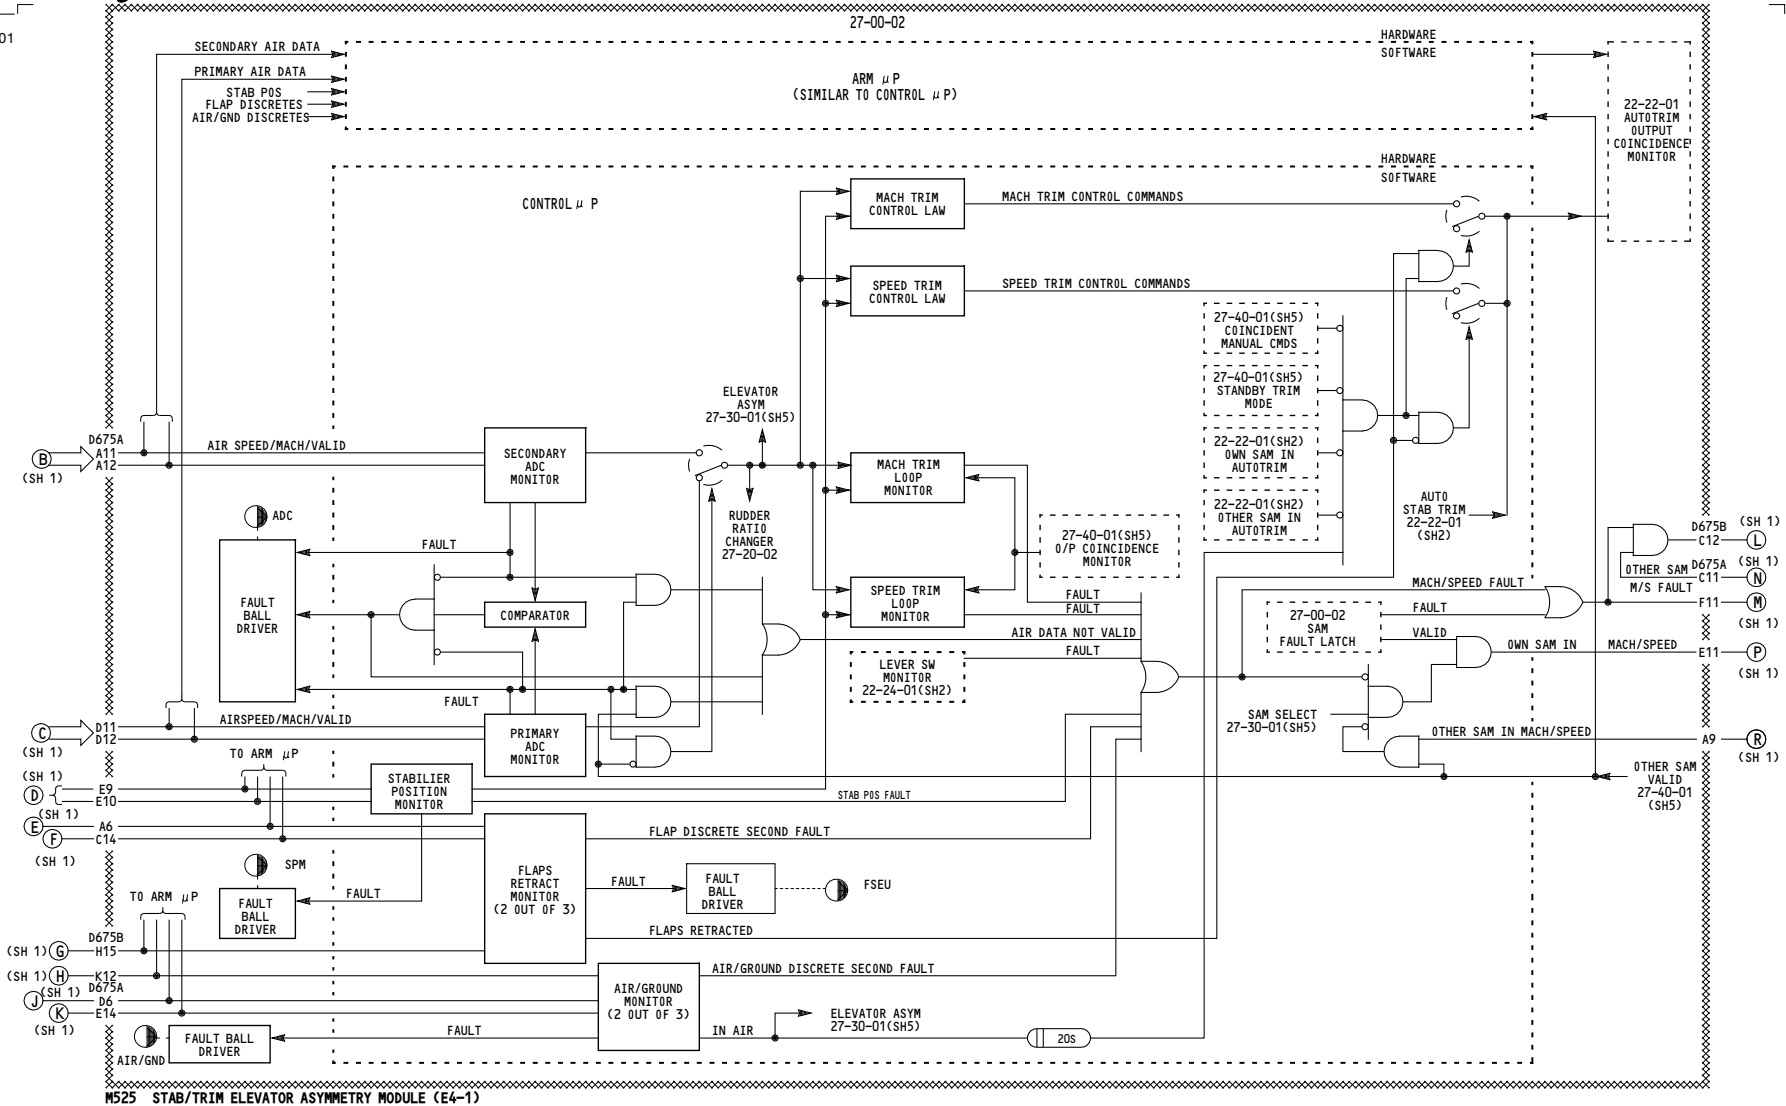 01
27-00-02
HARDWARE
SOFTWARE
SECONDARY AIR DATA
PRIMARY AIR DATA
STAB POS
FLAP DISCRETES
AIR/GND DISCRETES
ARM μP
(SIMILAR TO CONTROL μP)
22-22-01
AUTOTRIM
OUTPUT
COINCIDENCE
MONITOR
HARDWARE
SOFTWARE
CONTROL μ P
MACH TRIM
CONTROL LAW
MACH TRIM CONTROL COMMANDS
SPEED TRIM
CONTROL LAW
SPEED TRIM CONTROL COMMANDS
27-40-01(SH5)
COINCIDENT
MANUAL CMDS
27-40-01(SH5)
STANDBY TRIM
MODE
22-22-01(SH2)
OWN SAM IN
AUTOTRIM
22-22-01(SH2)
OTHER SAM IN
AUTOTRIM
ELEVATOR
ASYM
27-30-01(SH5)
D675A
B
A11
A12
(SH 1)
AIR SPEED/MACH/VALID
SECONDARY
ADC
MONITOR
MACH TRIM
LOOP
MONITOR
RUDDER
RATIO
CHANGER
27-20-02
AUTO
STAB TRIM
22-22-01
(SH2)
ADC
FAULT
27-40-01(SH5)
O/P COINCIDENCE
MONITOR
D675B
C12
(SH 1)
L
OTHER SAM
M/S FAULT
D675A
C11
(SH 1)
N
F11
M
(SH 1)
FAULT
BALL
DRIVER
COMPARATOR
SPEED TRIM
LOOP
MONITOR
FAULT
FAULT
AIR DATA NOT VALID
FAULT
MACH/SPEED FAULT
FAULT
VALID
27-00-02
SAM
FAULT LATCH
OWN SAM IN
MACH/SPEED
E11
P
(SH 1)
LEVER SW
MONITOR
22-24-01(SH2)
FAULT
SAM SELECT
27-30-01(SH5)
OTHER SAM IN MACH/SPEED
A9
R
(SH 1)
C
D11
D12
(SH 1)
AIRSPEED/MACH/VALID
PRIMARY
ADC
MONITOR
TO ARM μP
OTHER SAM
VALID
27-40-01
(SH5)
(SH 1)
D
E9
E10
STABILIER
POSITION
MONITOR
STAB POS FAULT
(SH 1)
E
A6
F
C14
(SH 1)
FLAP DISCRETE SECOND FAULT
FLAPS
RETRACT
MONITOR
(2 OUT OF 3)
SPM
FAULT
FAULT
BALL
DRIVER
FAULT
FAULT
BALL
DRIVER
FSEU
TO ARM μP
D675B
(SH 1)
G
H15
FLAPS RETRACTED
(SH 1)
H
K12
D675A
(SH 1)
J
D6
K
E14
(SH 1)
AIR/GROUND DISCRETE SECOND FAULT
AIR/GROUND
MONITOR
(2 OUT OF 3)
ELEVATOR ASYM
27-30-01(SH5)
IN AIR
20S
FAULT
FAULT BALL
DRIVER
AIR/GND
M525 STAB/TRIM ELEVATOR ASYMMETRY MODULE (E4-1)